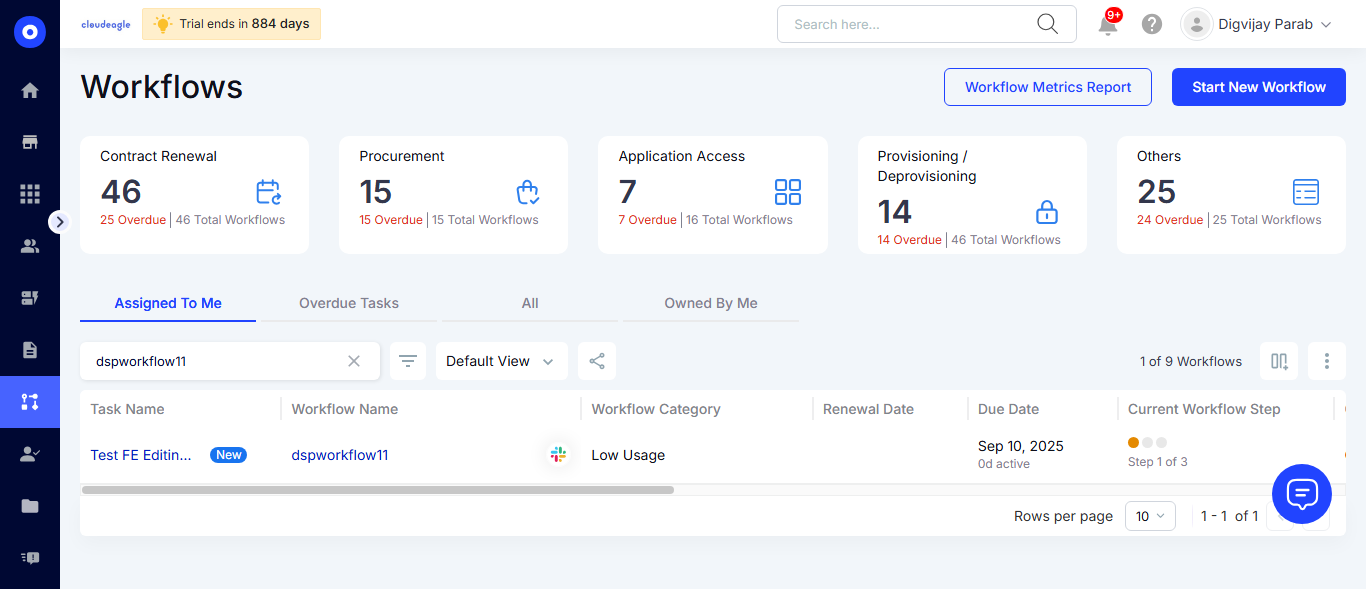 cloudeagle
Trial ends in 884 days
Search here...
9+
Digvijay Parab
Workflows
Workflow Metrics Report
Start New Workflow
Contract Renewal
46
25 Overdue | 46 Total Workflows
Procurement
15
15 Overdue | 15 Total Workflows
Application Access
7
7 Overdue | 16 Total Workflows
Provisioning /
Deprovisioning
14
14 Overdue | 46 Total Workflows
Others
25
24 Overdue | 25 Total Workflows
Assigned To Me
Overdue Tasks
All
Owned By Me
dspworkflow11
Default View
1 of 9 Workflows
Task Name
Workflow Name
Workflow Category
Renewal Date
Due Date
Current Workflow Step
Test FE Editin...
New
dspworkflow11
Low Usage
Sep 10, 2025
0d active
Step 1 of 3
Rows per page
10
1 - 1 of 1